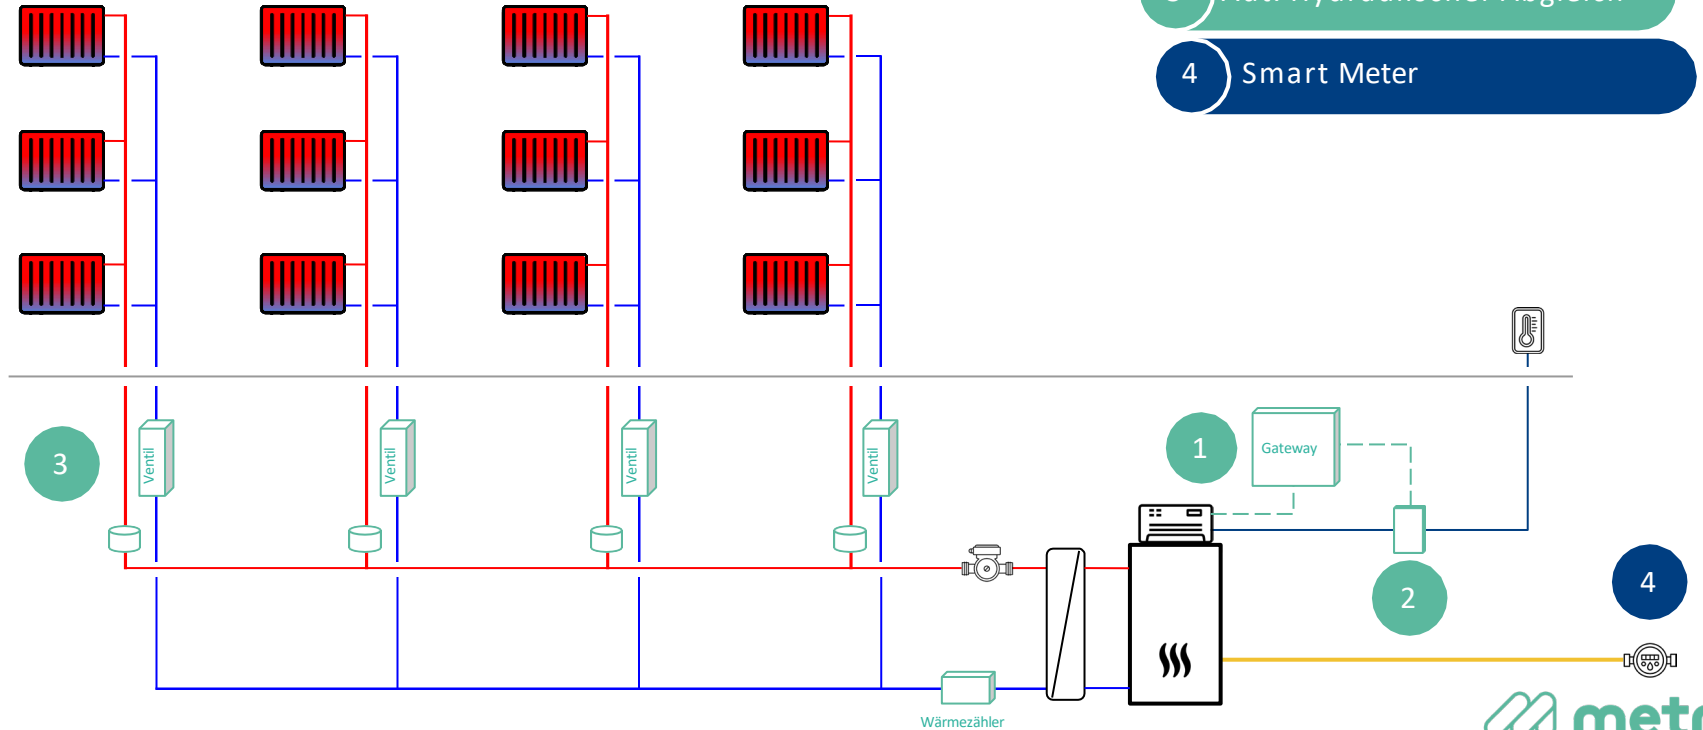 4 Smart Meter
3
Ventil
Ventil
Ventil
Ventil
1
Gateway
2
4
Wärmezähler